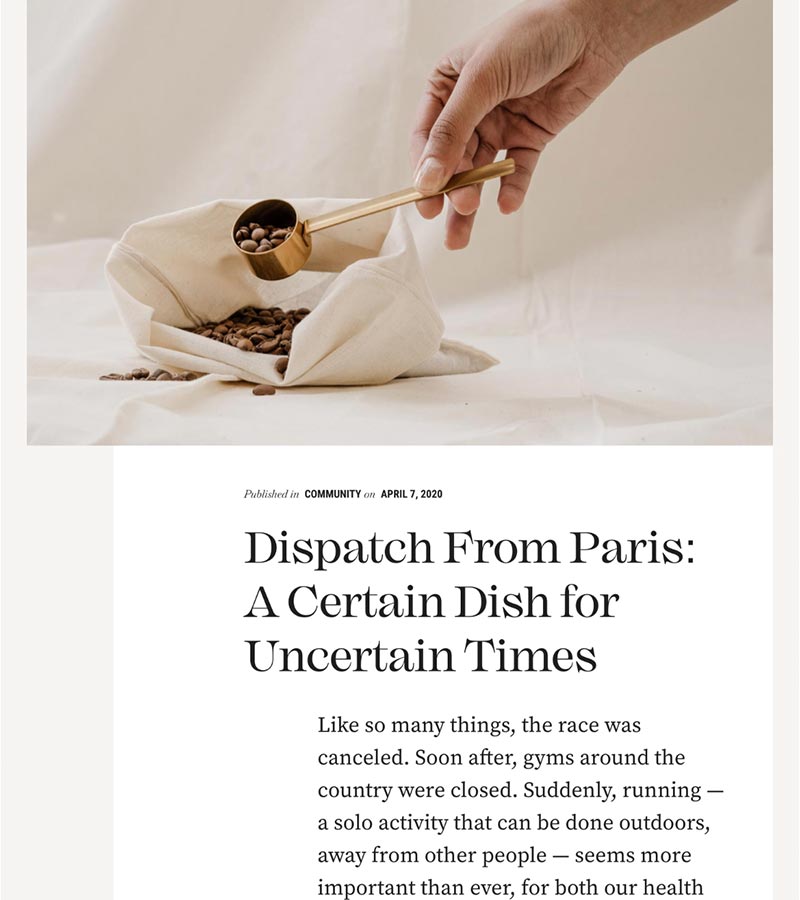 Published in COMMUNITY on APRIL 7, 2020
Dispatch From Paris:
A Certain Dish for
Uncertain Times
Like so many things, the race was
canceled. Soon after, gyms around the
country were closed. Suddenly, running —
a solo activity that can be done outdoors,
away from other people — seems more
important than ever, for both our health